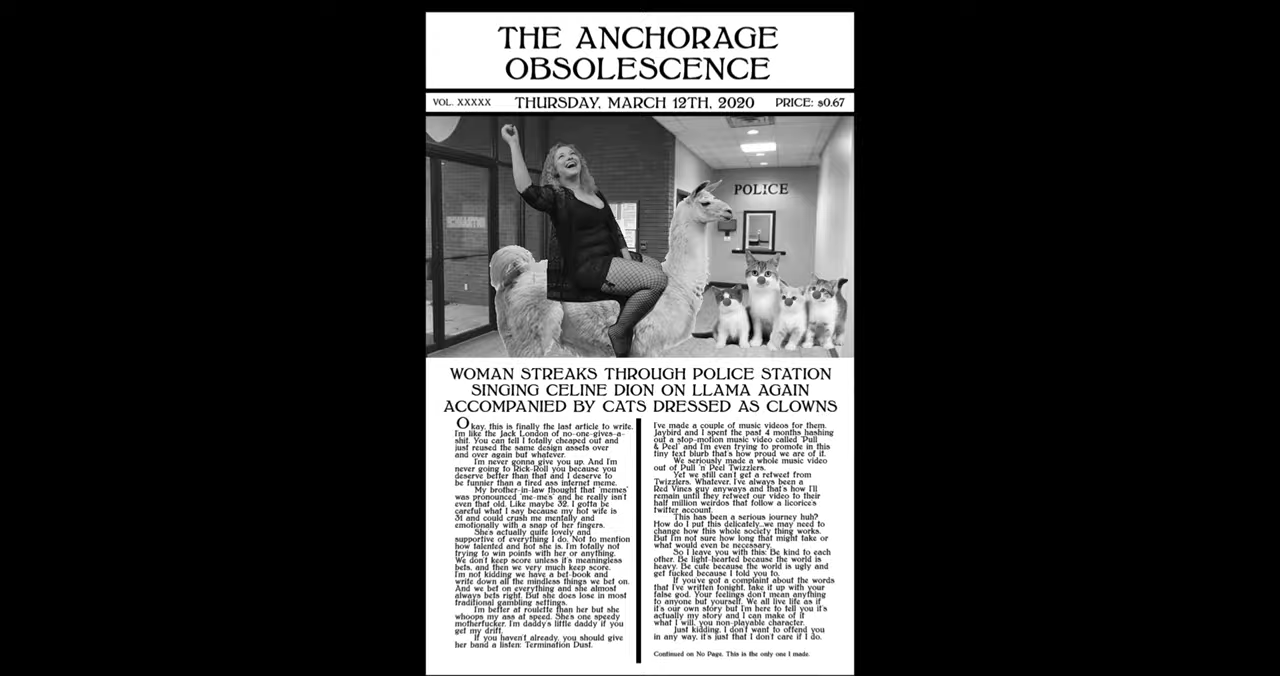 THE ANCHORAGE
OBSOLESCENCE
VOL. XXXXX
THURSDAY, MARCH 12TH, 2020
PRICE: $0.67
POLICE
WOMAN STREAKS THROUGH POLICE STATION
SINGING CELINE DION ON LLAMA AGAIN
ACCOMPANIED BY CATS DRESSED AS CLOWNS
Okay, this is finally the last article to write.
I'm like the Jack London of no-one-gives-a-
shit. You can tell I totally cheaped out and
just reused the same design assets over
and over again but whatever.
I'm never gonna give you up. And I'm
never going to Rick-Roll you because you
deserve better than that and I deserve to
be funnier than a tired ass internet meme.
My brother-in-law thought that "memes"
was pronounced "me-mes" and he really isn't
even that old. Like maybe 32. I gotta be
careful what I say because my hot wife is
31 and could crush me mentally and
emotionally with a snap of her fingers.
She's actually quite lovely and
supportive of everything I do. Not to mention
how talented and hot she is. I'm totally not
trying to win points with her or anything.
We don't keep score unless it's meaningless
bets, and then we very much keep score.
I'm not kidding we have a bet-book and
write down all the mindless things we bet on.
And we bet on everything and she almost
always bets right. But she does lose in most
traditional gambling settings.
I'm better at roulette than her but she
whoops my ass at speed. She's one speedy
motherfucker. I'm daddy's little daddy if you
get my drift.
If you haven't already, you should give
her band a listen: Termination Dust.
I've made a couple of music videos for them.
Jaybird and I spent the past 4 months hashing
out a stop-motion music video called "Pull
& Peel" and I'm even trying to promote in this
tiny text blurb that's how proud we are of it.
We seriously made a whole music video
out of Pull 'n Peel Twizzlers.
Yet we still can't get a retweet from
Twizzlers. Whatever, I've always been a
Red Vines guy anyways and that's how I'll
remain until they retweet our video to their
half million weirdos that follow a licorice's
twitter account.
This has been a serious journey huh?
How do I put this delicately...we may need to
change how this whole society thing works.
But I'm not sure how long that might take or
what would even be necessary.
So I leave you with this: Be kind to each
other. Be light-hearted because the world is
heavy. Be cute because the world is ugly and
get fucked because I told you to.
If you've got a complaint about the words
that I've written tonight, take it up with your
false god. Your feelings don't mean anything
to anyone but yourself. We all live life as if
it's our own story but I'm here to tell you it's
actually my story and I can make of it
what I will, you non-playable character.
Just kidding, I don't want to offend you
in any way, it's just that I don't care if I do.
Continued on No Page. This is the only one I made.